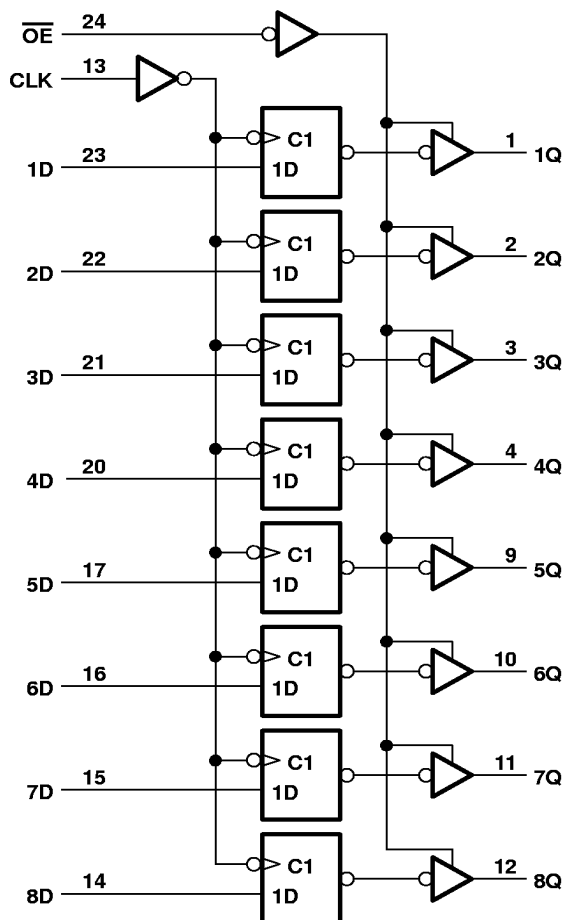 OE 24
CLK 13
C1
1D 23 1D 1 1Q
C1
2D 22 1D 2 2Q
C1
3D 21 1D 3 3Q
C1
4D 20 1D 4 4Q
C1
5D 17 1D 9 5Q
C1
6D 16 1D 10 6Q
C1
7D 15 1D 11 7Q
C1
8D 14 1D 12 8Q